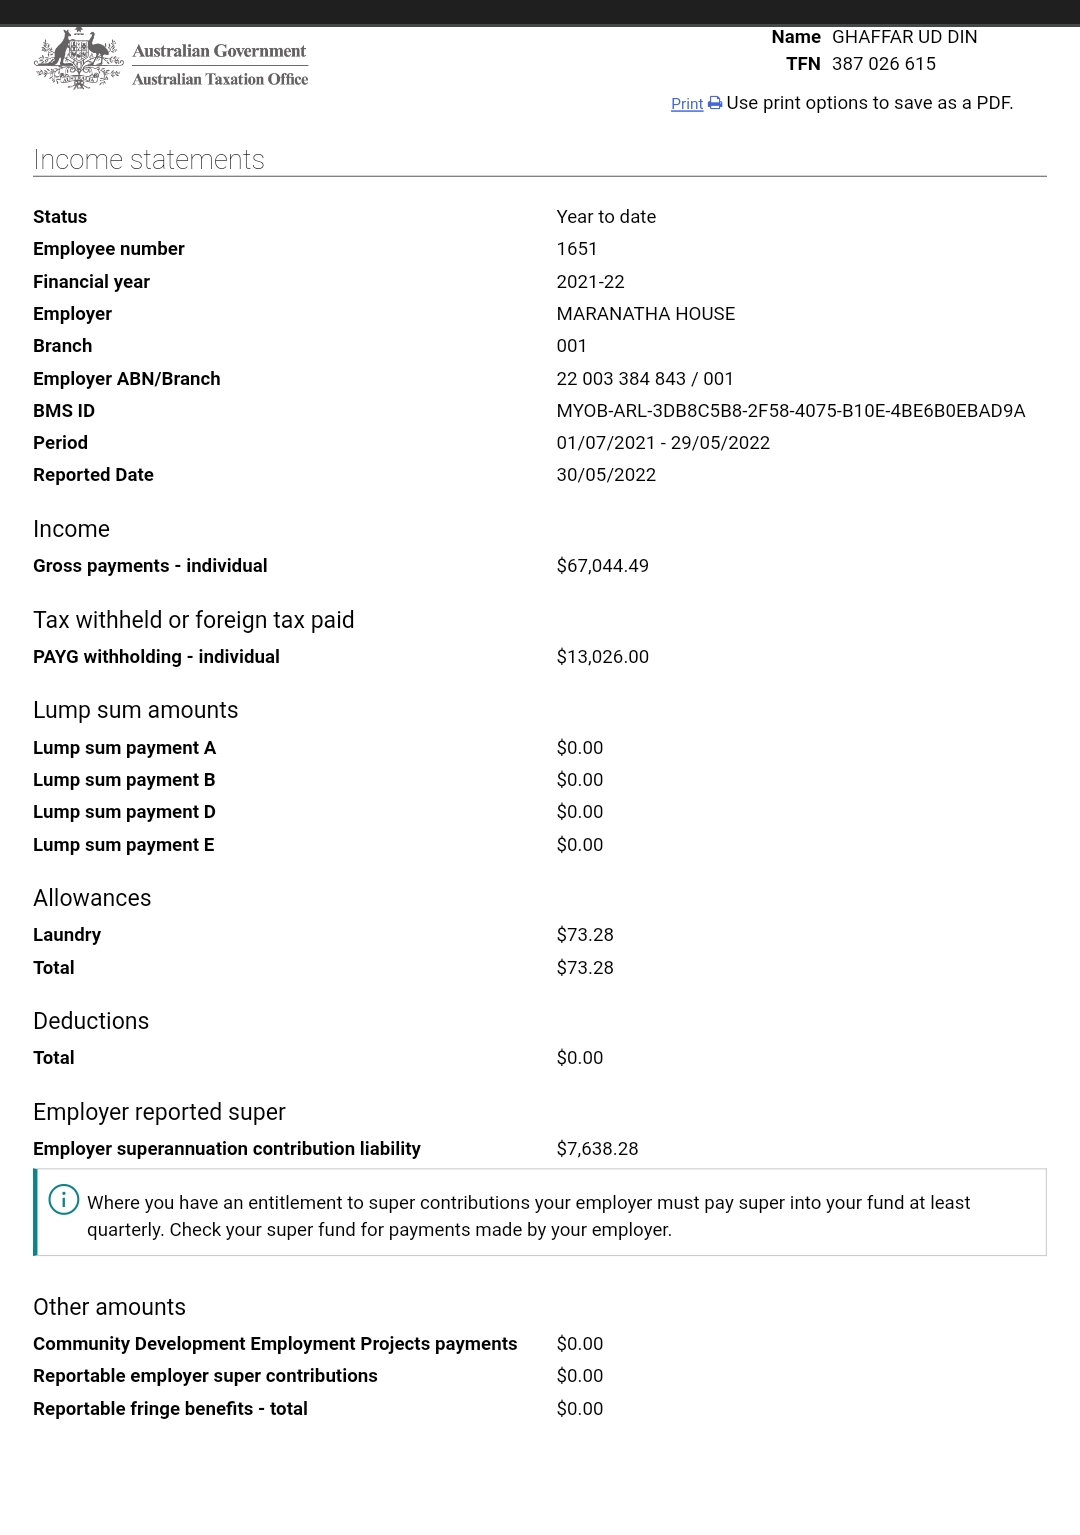 Australian Government
Australian Taxation Office
Name GHAFFAR UD DIN
TFN 387 026 615
Print Use print options to save as a PDF.
Income statements
Status Year to date
Employee number 1651
Financial year 2021-22
Employer MARANATHA HOUSE
Branch 001
Employer ABN/Branch 22 003 384 843 / 001
BMS ID MYOB-ARL-3DB8C5B8-2F58-4075-B10E-4BE6B0EBAD9A
Period 01/07/2021 - 29/05/2022
Reported Date 30/05/2022
Income
Gross payments - individual $67,044.49
Tax withheld or foreign tax paid
PAYG withholding - individual $13,026.00
Lump sum amounts
Lump sum payment A $0.00
Lump sum payment B $0.00
Lump sum payment D $0.00
Lump sum payment E $0.00
Allowances
Laundry $73.28
Total $73.28
Deductions
Total $0.00
Employer reported super
Employer superannuation contribution liability $7,638.28
Where you have an entitlement to super contributions your employer must pay super into your fund at least
quarterly. Check your super fund for payments made by your employer.
Other amounts
Community Development Employment Projects payments $0.00
Reportable employer super contributions $0.00
Reportable fringe benefits - total $0.00